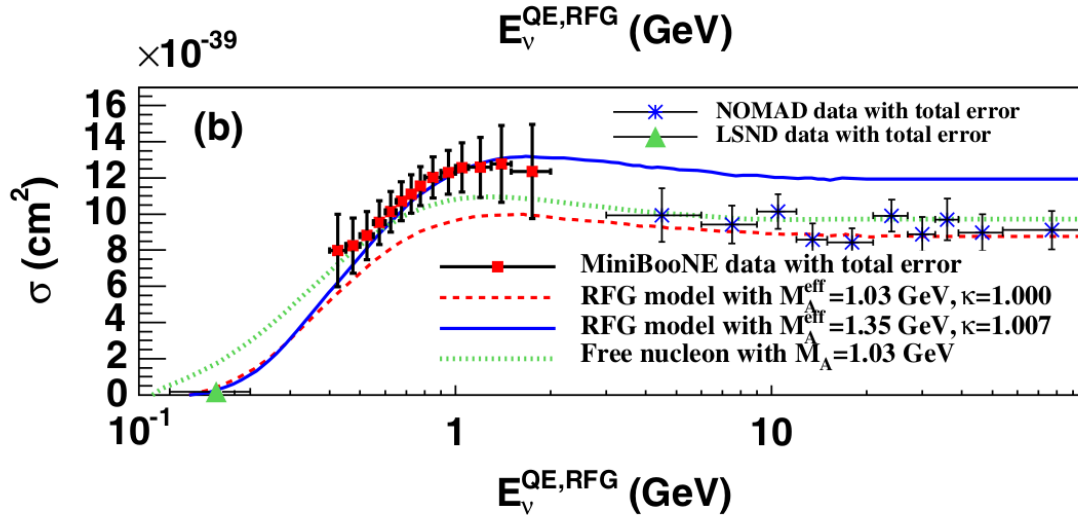 E_ν^QE,RFG (GeV)
×10^-39
16
14
12
10
8
6
4
2
0
σ (cm²)
(b)
NOMAD data with total error
LSND data with total error
MiniBooNE data with total error
RFG model with M_A^eff=1.03 GeV, κ=1.000
RFG model with M_A^eff=1.35 GeV, κ=1.007
Free nucleon with M_A=1.03 GeV
10^-1 1 10
E_ν^QE,RFG (GeV)